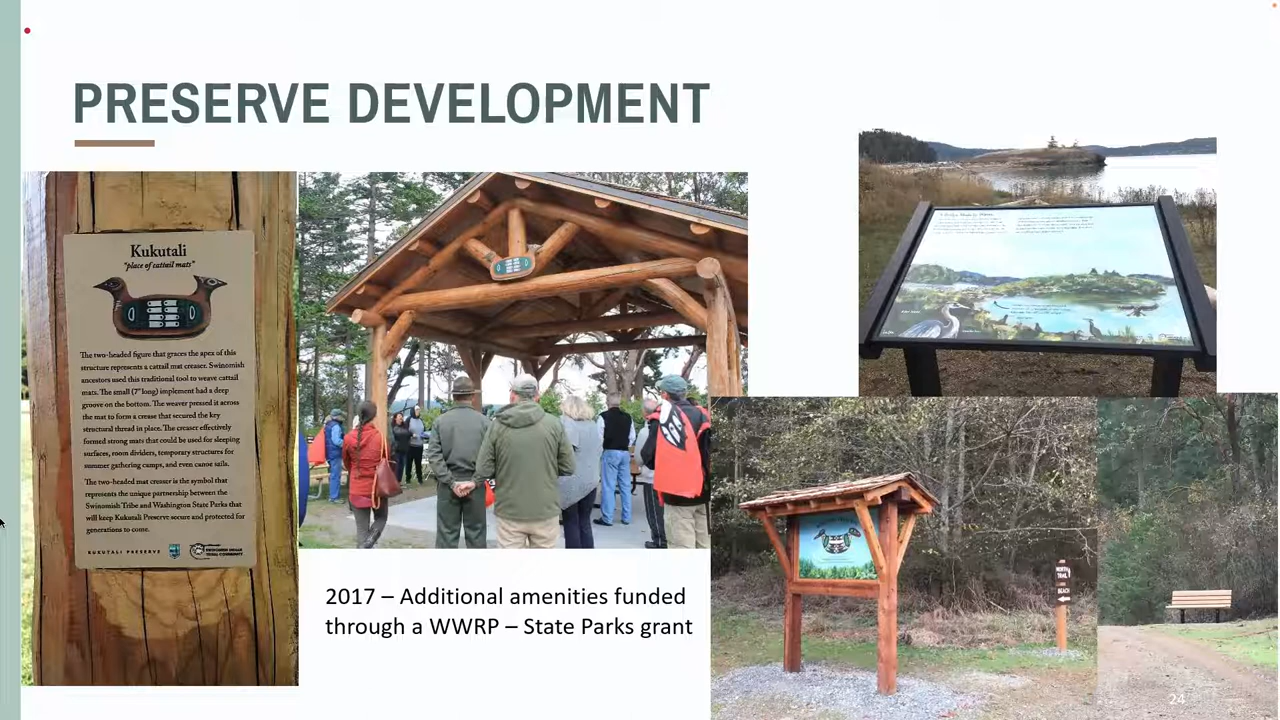 PRESERVE DEVELOPMENT
Kukutali
"place of cattail mats"
The two-headed figure that graces the apex of this
structure represents a cattail mat creaser. Swinomish
ancestors used this traditional tool to weave cattail
mats. The small (7" long) implement had a deep
groove on the bottom. The weaver pressed it across
the mat to form a crease that secured the key
structural thread in place. The creaser effectively
formed strong mats that could be used for sleeping
surfaces, room dividers, temporary structures for
summer gathering camps, and even canoe sails.
The two-headed mat creaser is the symbol that
represents the unique partnership between the
Swinomish Tribe and Washington State Parks that
will keep Kukutali Preserve secure and protected for
generations to come.
KUKUTALI PRESERVE
SWINOMISH INDIAN
TRIBAL COMMUNITY
2017 – Additional amenities funded
through a WWRP – State Parks grant
NORTH
TRAIL
BEACH
24